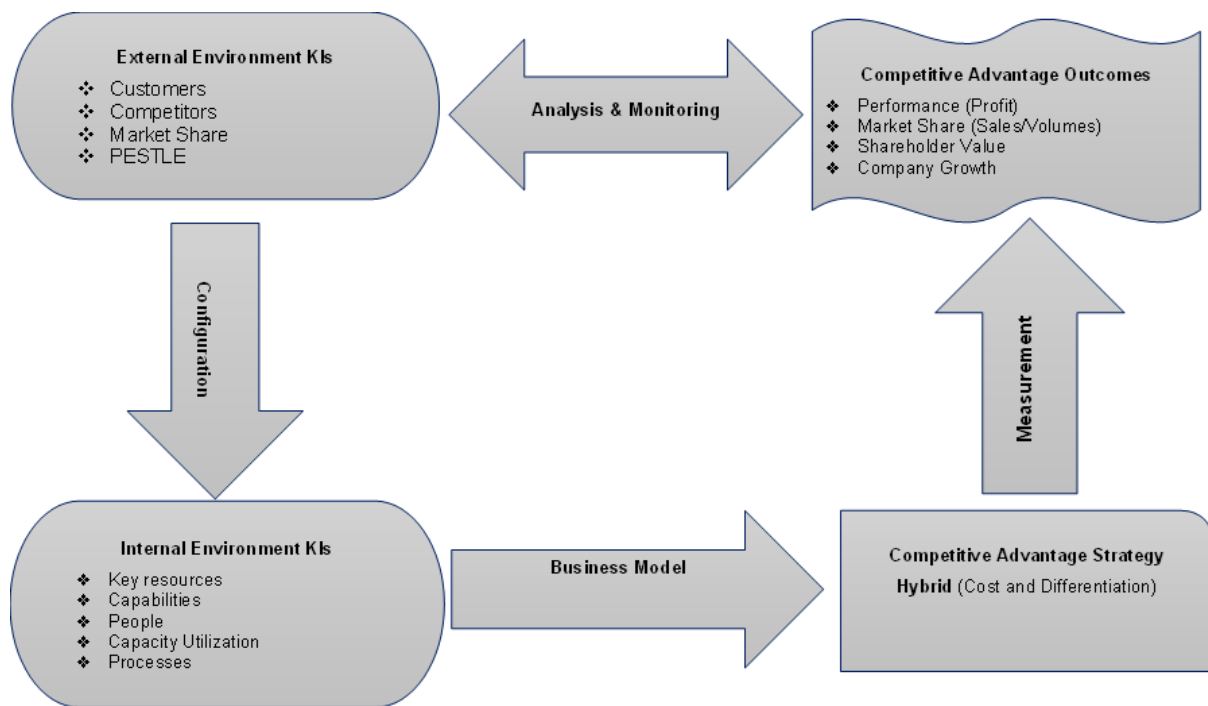 External Environment KIs
❖ Customers
❖ Competitors
❖ Market Share
❖ PESTLE
Analysis & Monitoring
Competitive Advantage Outcomes
❖ Performance (Profit)
❖ Market Share (Sales/Volumes)
❖ Shareholder Value
❖ Company Growth
Configuration
Measurement
Internal Environment KIs
❖ Key resources
❖ Capabilities
❖ People
❖ Capacity Utilization
❖ Processes
Business Model
Competitive Advantage Strategy
Hybrid (Cost and Differentiation)